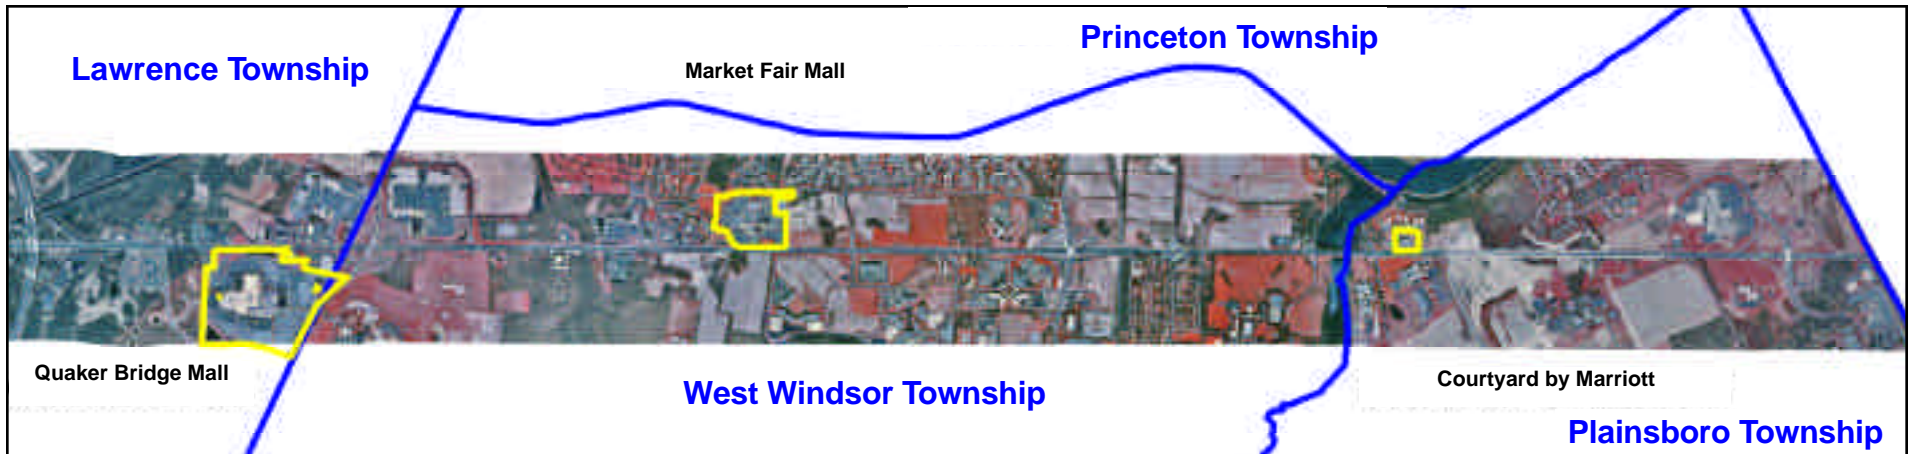 Princeton Township
Lawrence Township
Market Fair Mall
Quaker Bridge Mall
West Windsor Township
Courtyard by Marriott
Plainsboro Township